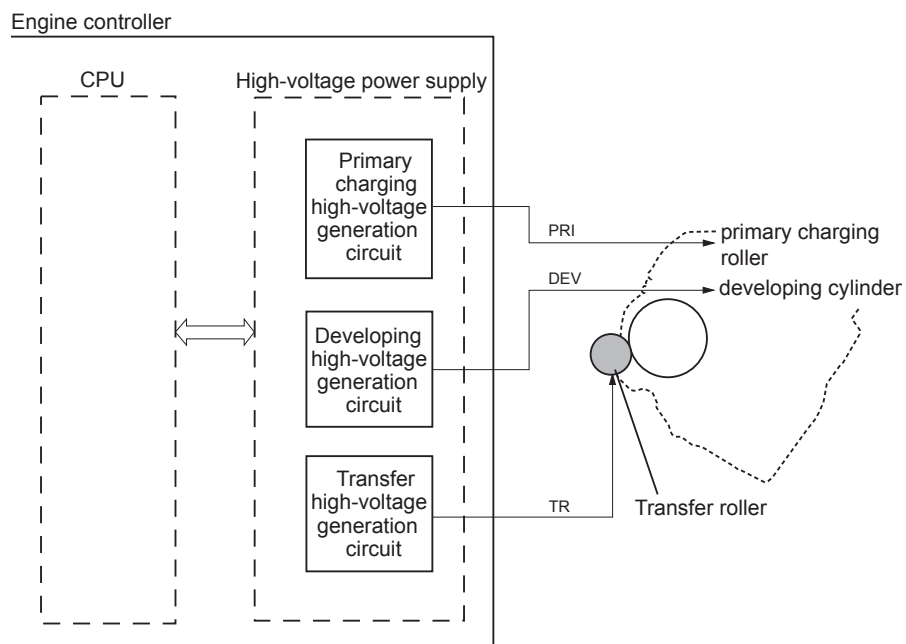 Engine controller
CPU
High-voltage power supply
Primary
charging
high-voltage
generation
circuit
PRI
primary charging
roller
DEV
developing cylinder
Developing
high-voltage
generation
circuit
Transfer
high-voltage
generation
circuit
TR
Transfer roller